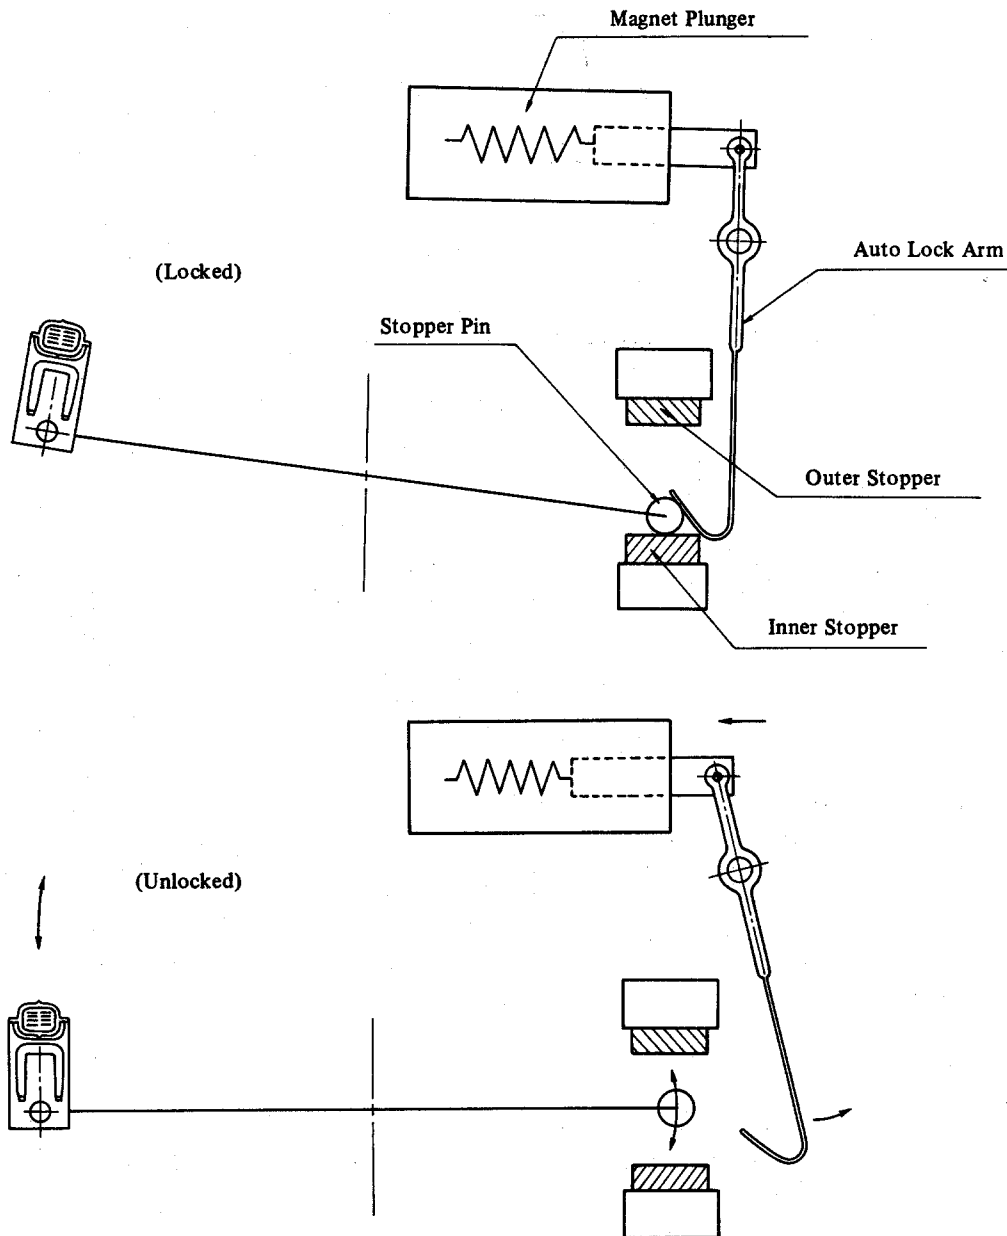 Magnet Plunger
Auto Lock Arm
(Locked)
Stopper Pin
Outer Stopper
Inner Stopper
(Unlocked)